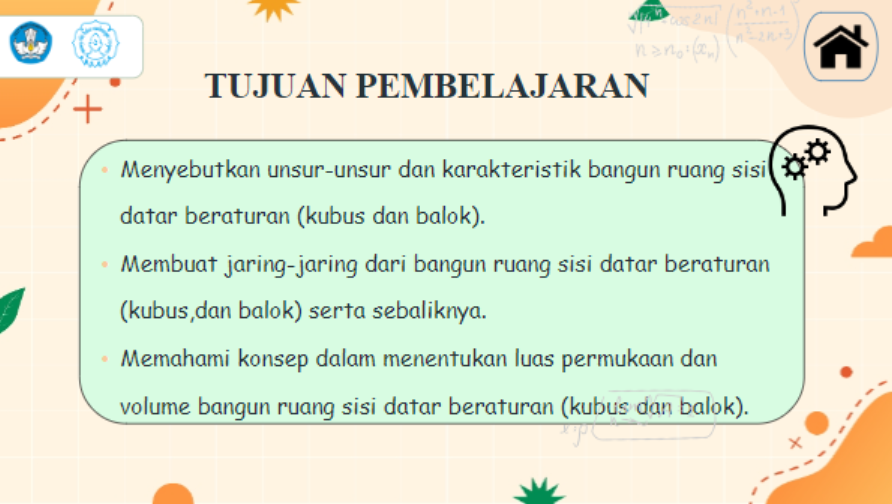 TUJUAN PEMBELAJARAN
• Menyebutkan unsur-unsur dan karakteristik bangun ruang sisi
datar beraturan (kubus dan balok).
• Membuat jaring-jaring dari bangun ruang sisi datar beraturan
(kubus,dan balok) serta sebaliknya.
• Memahami konsep dalam menentukan luas permukaan dan
volume bangun ruang sisi datar beraturan (kubus dan balok).